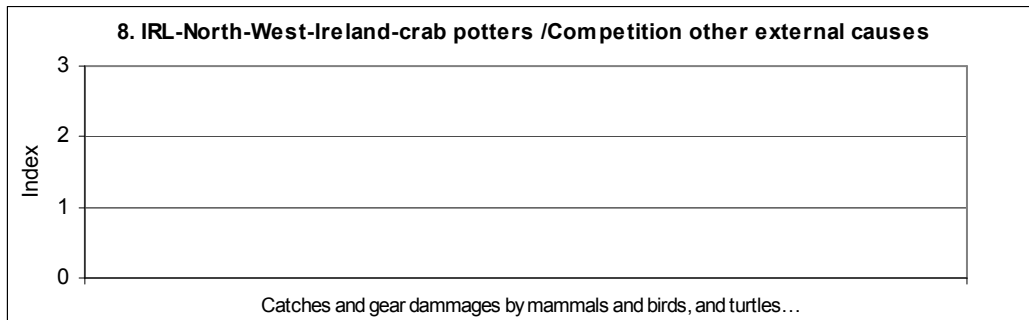 8. IRL-North-West-Ireland-crab potters /Competition other external causes
3
2
1
0
Index
Catches and gear dammages by mammals and birds, and turtles…